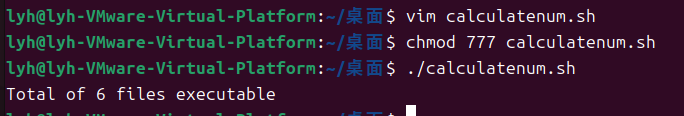 lyh@lyh-VMware-Virtual-Platform:~/桌面$ vim calculatenum.sh
lyh@lyh-VMware-Virtual-Platform:~/桌面$ chmod 777 calculatenum.sh
lyh@lyh-VMware-Virtual-Platform:~/桌面$ ./calculatenum.sh
Total of 6 files executable
lyh@lyh-VMware-Virtual-Platform:~/桌面$